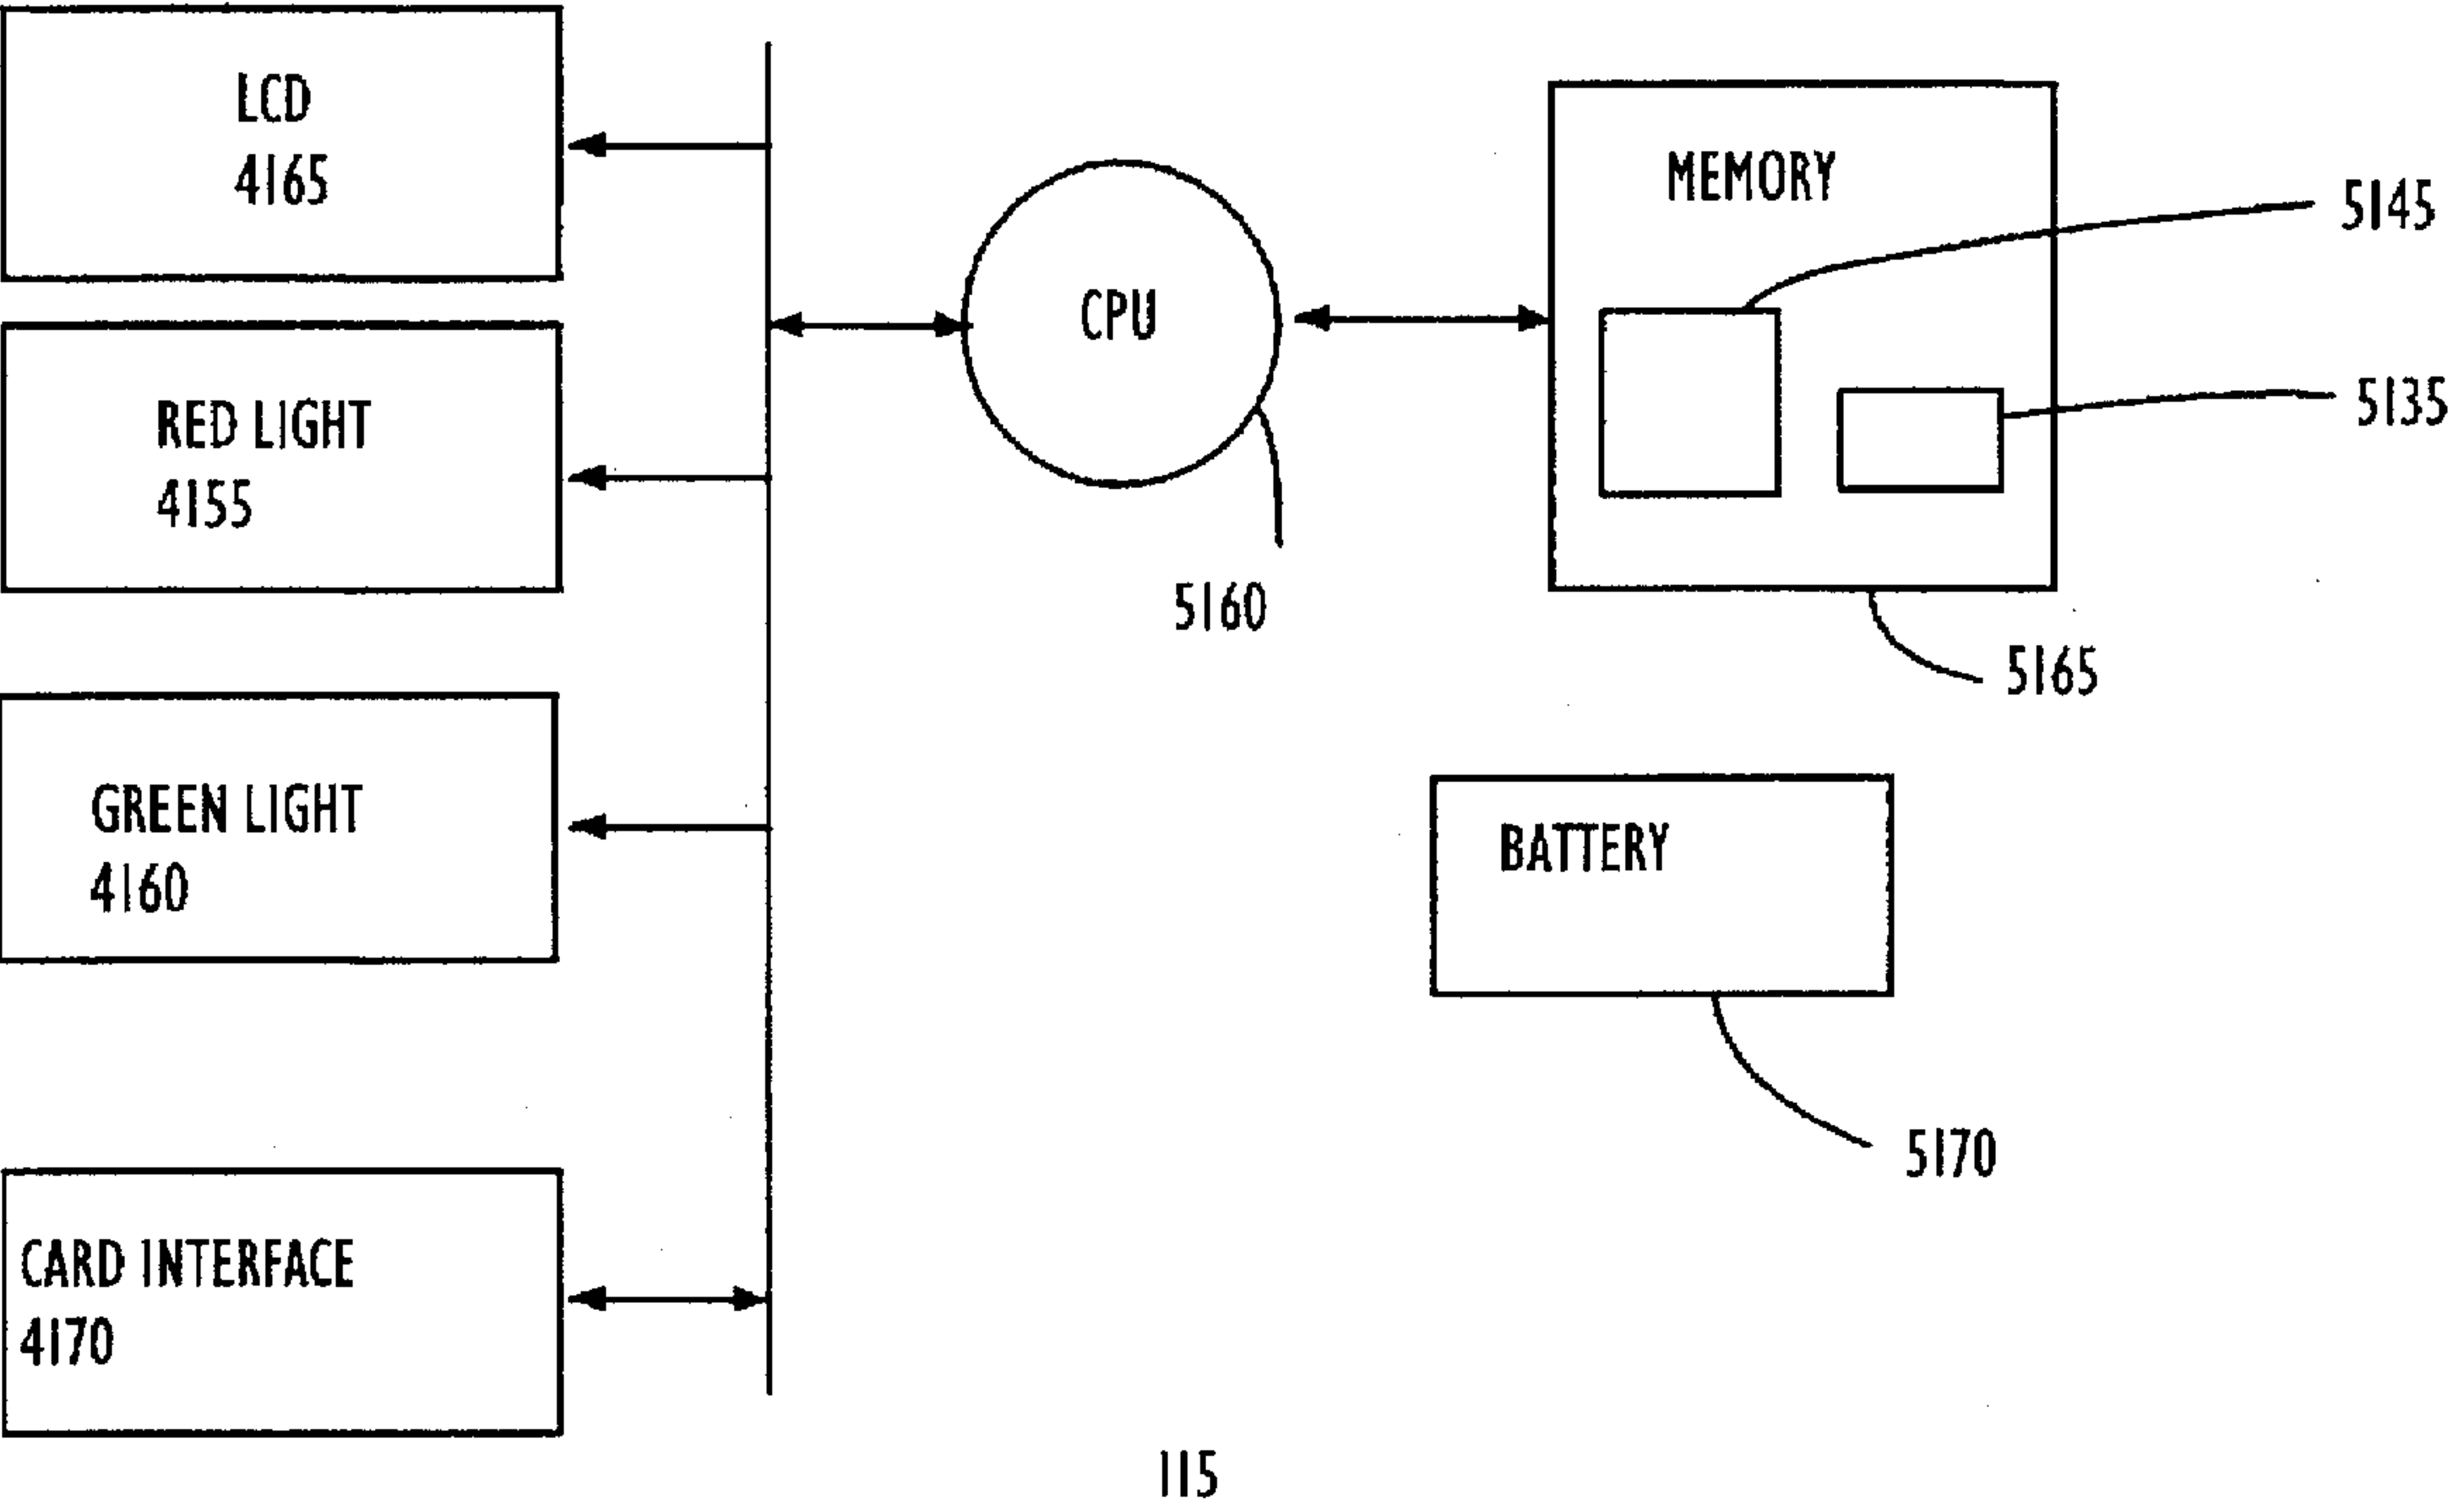 LCD
4165
RED LIGHT
4155
GREEN LIGHT
4160
CARD INTERFACE
4170
CPU
5160
MEMORY
5145
5135
5165
BATTERY
5170
115